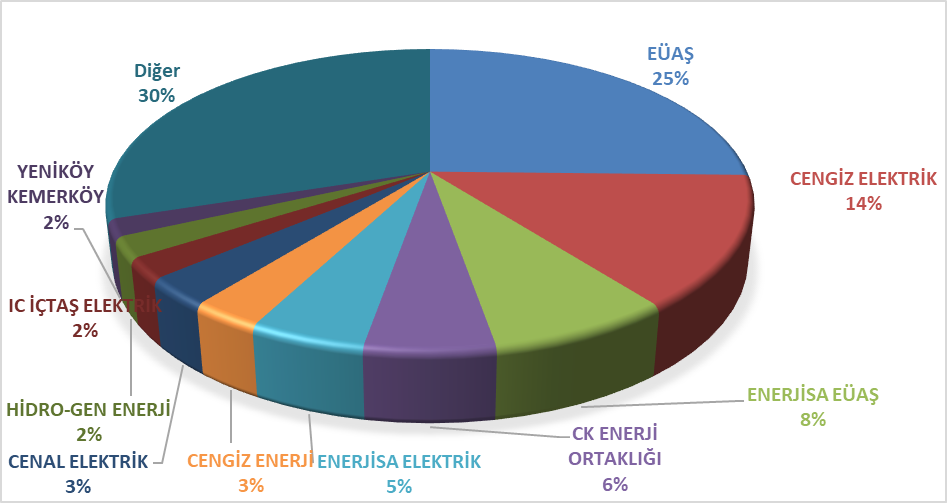 EÜAŞ
25%
CENGİZ ELEKTRİK
14%
ENERJİSA EÜAŞ
8%
CK ENERJİ
ORTAKLIĞI
6%
ENERJİSA ELEKTRİK
5%
CENGİZ ENERJİ
3%
CENAL ELEKTRİK
3%
HİDRO-GEN ENERJİ
2%
IC İÇTAŞ ELEKTRİK
2%
YENİKÖY
KEMERKÖY
2%
Diğer
30%